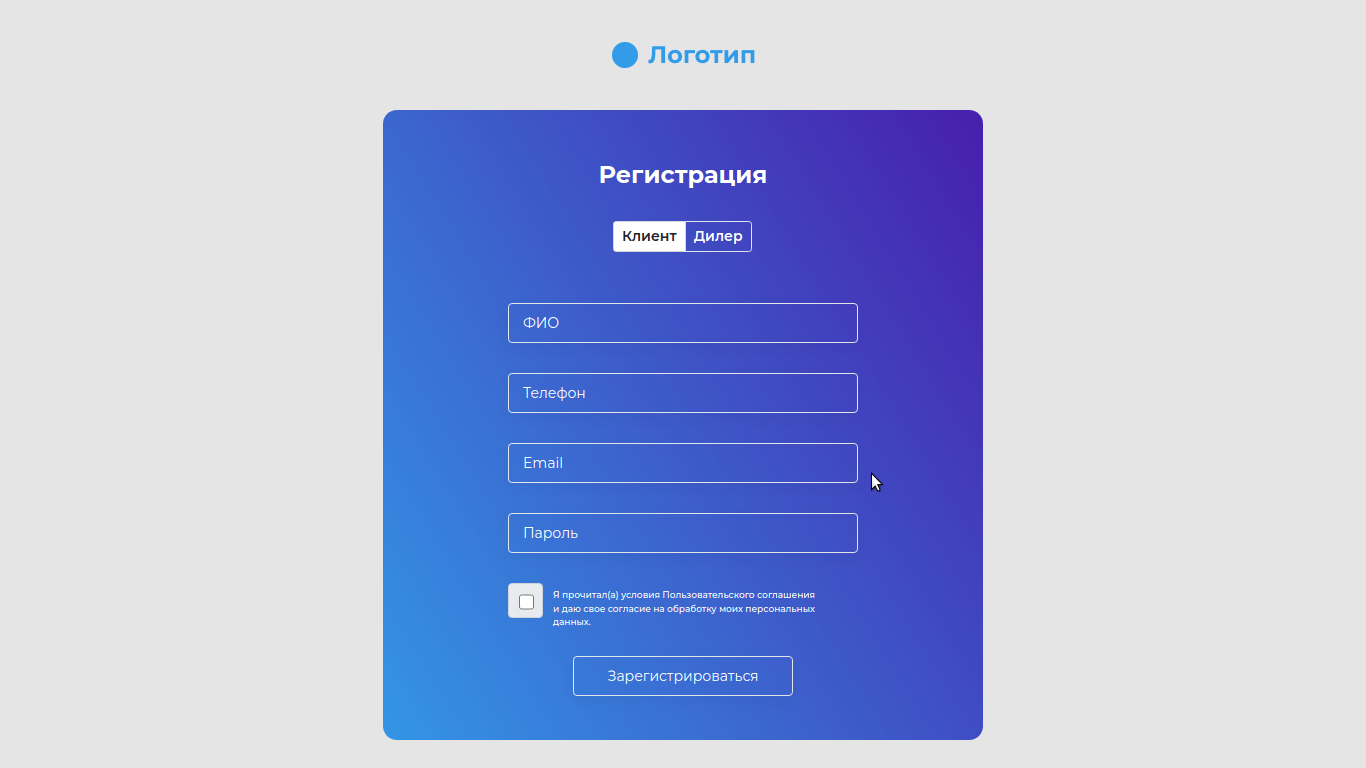 Логотип
Регистрация
Клиент Дилер
ФИО
Телефон
Email
Пароль
Я прочитал(а) условия Пользовательского соглашения
и даю свое согласие на обработку моих персональных
данных.
Зарегистрироваться